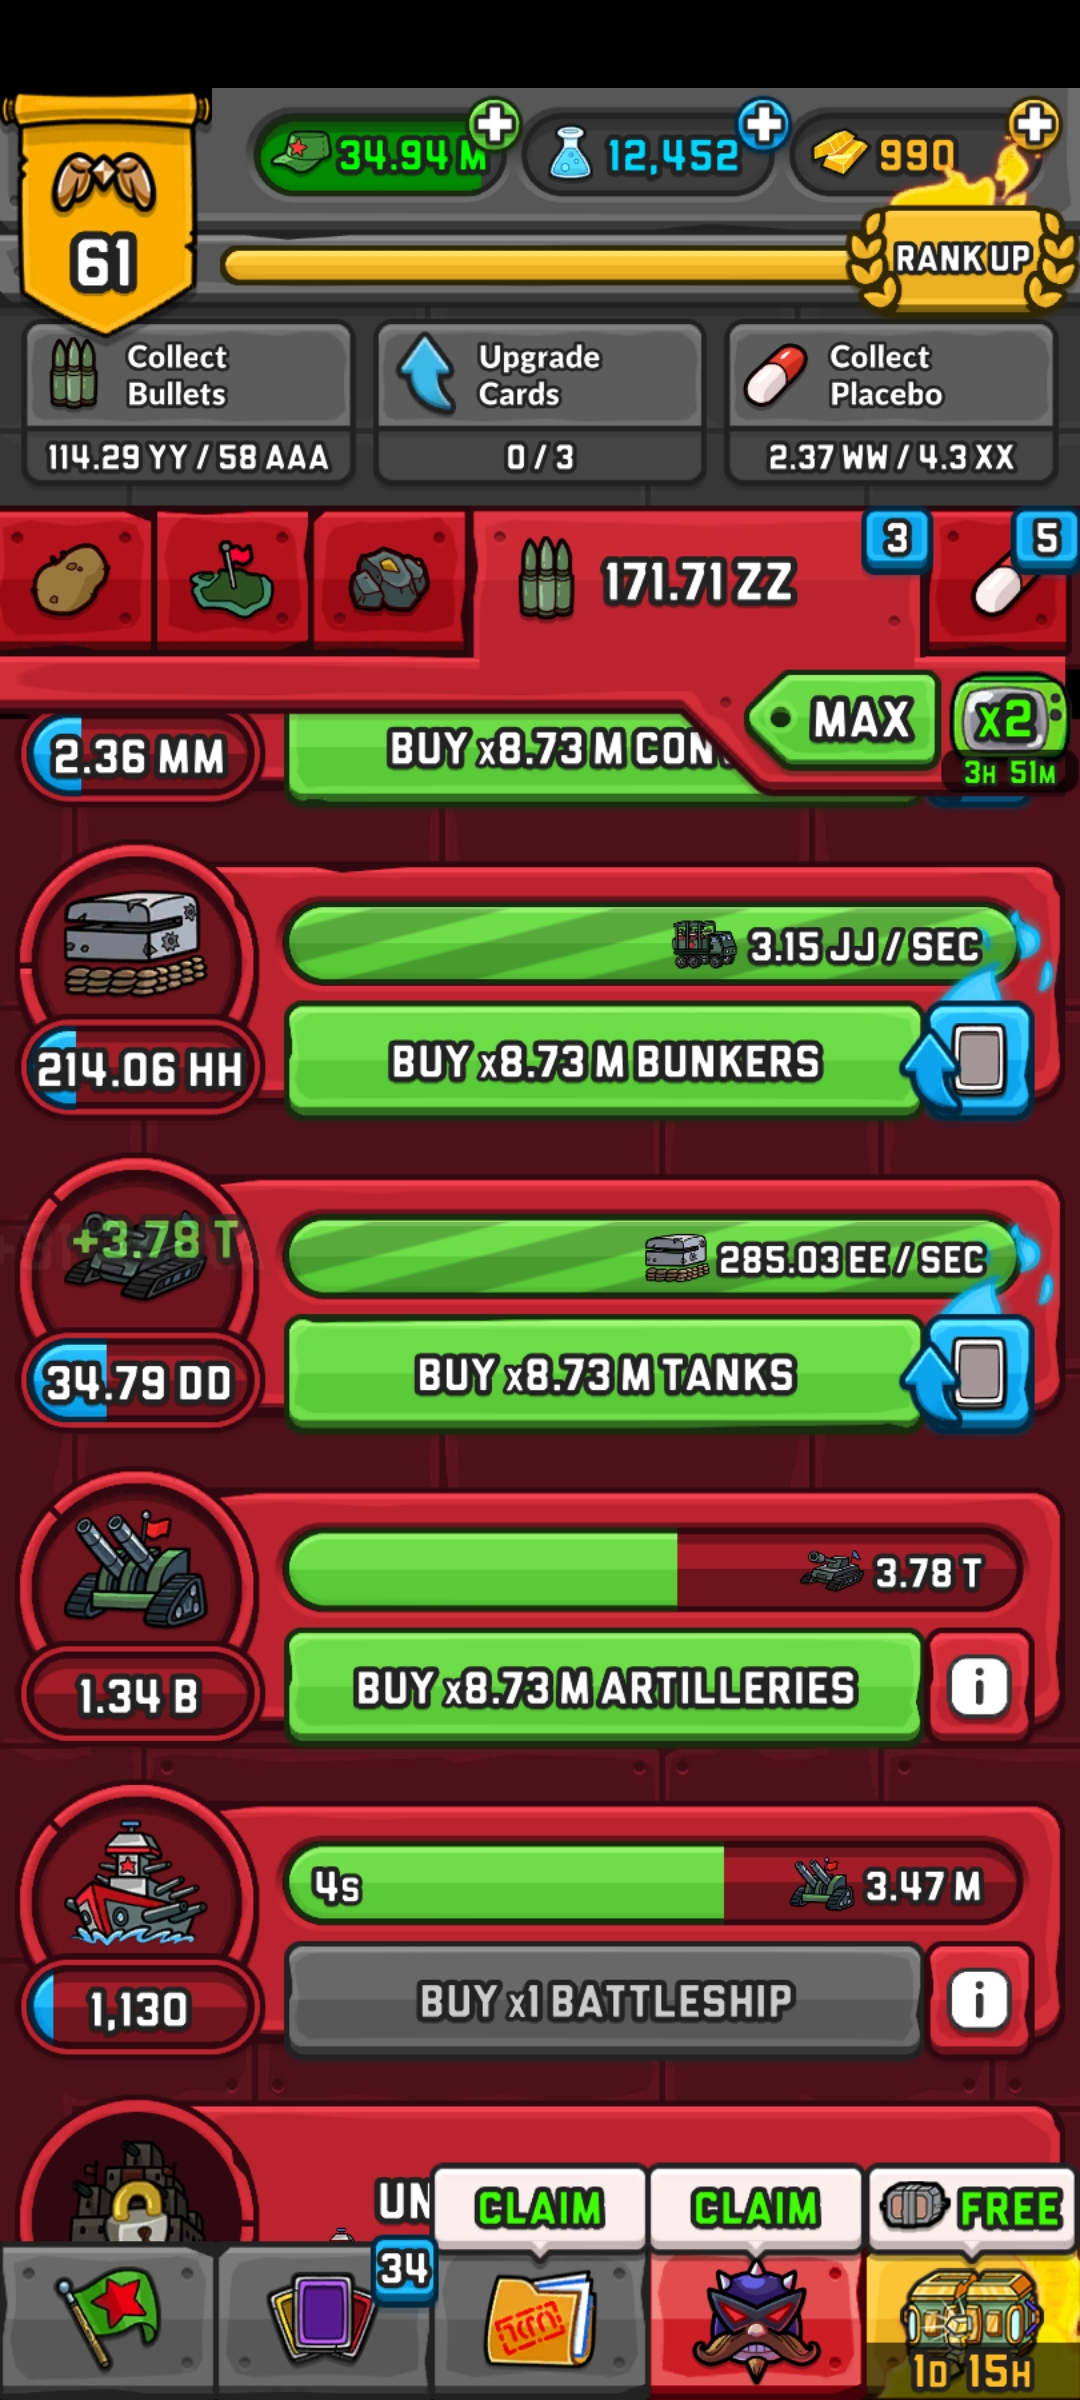 34.94 M
12,452
990
61
RANK UP
Collect
Bullets
114.29 YY / 58 AAA
Upgrade
Cards
0 / 3
Collect
Placebo
2.37 WW / 4.3 XX
171.71 ZZ
3
5
MAX
x2
3H 51M
2.36 MM
BUY x8.73 M CON
3.15 JJ / SEC
214.06 HH
BUY x8.73 M BUNKERS
+3.78 T
285.03 EE / SEC
34.79 DD
BUY x8.73 M TANKS
3.78 T
1.34 B
BUY x8.73 M ARTILLERIES
i
4s
3.47 M
1,130
BUY x1 BATTLESHIP
i
UN
CLAIM
CLAIM
FREE
34
1D 15H